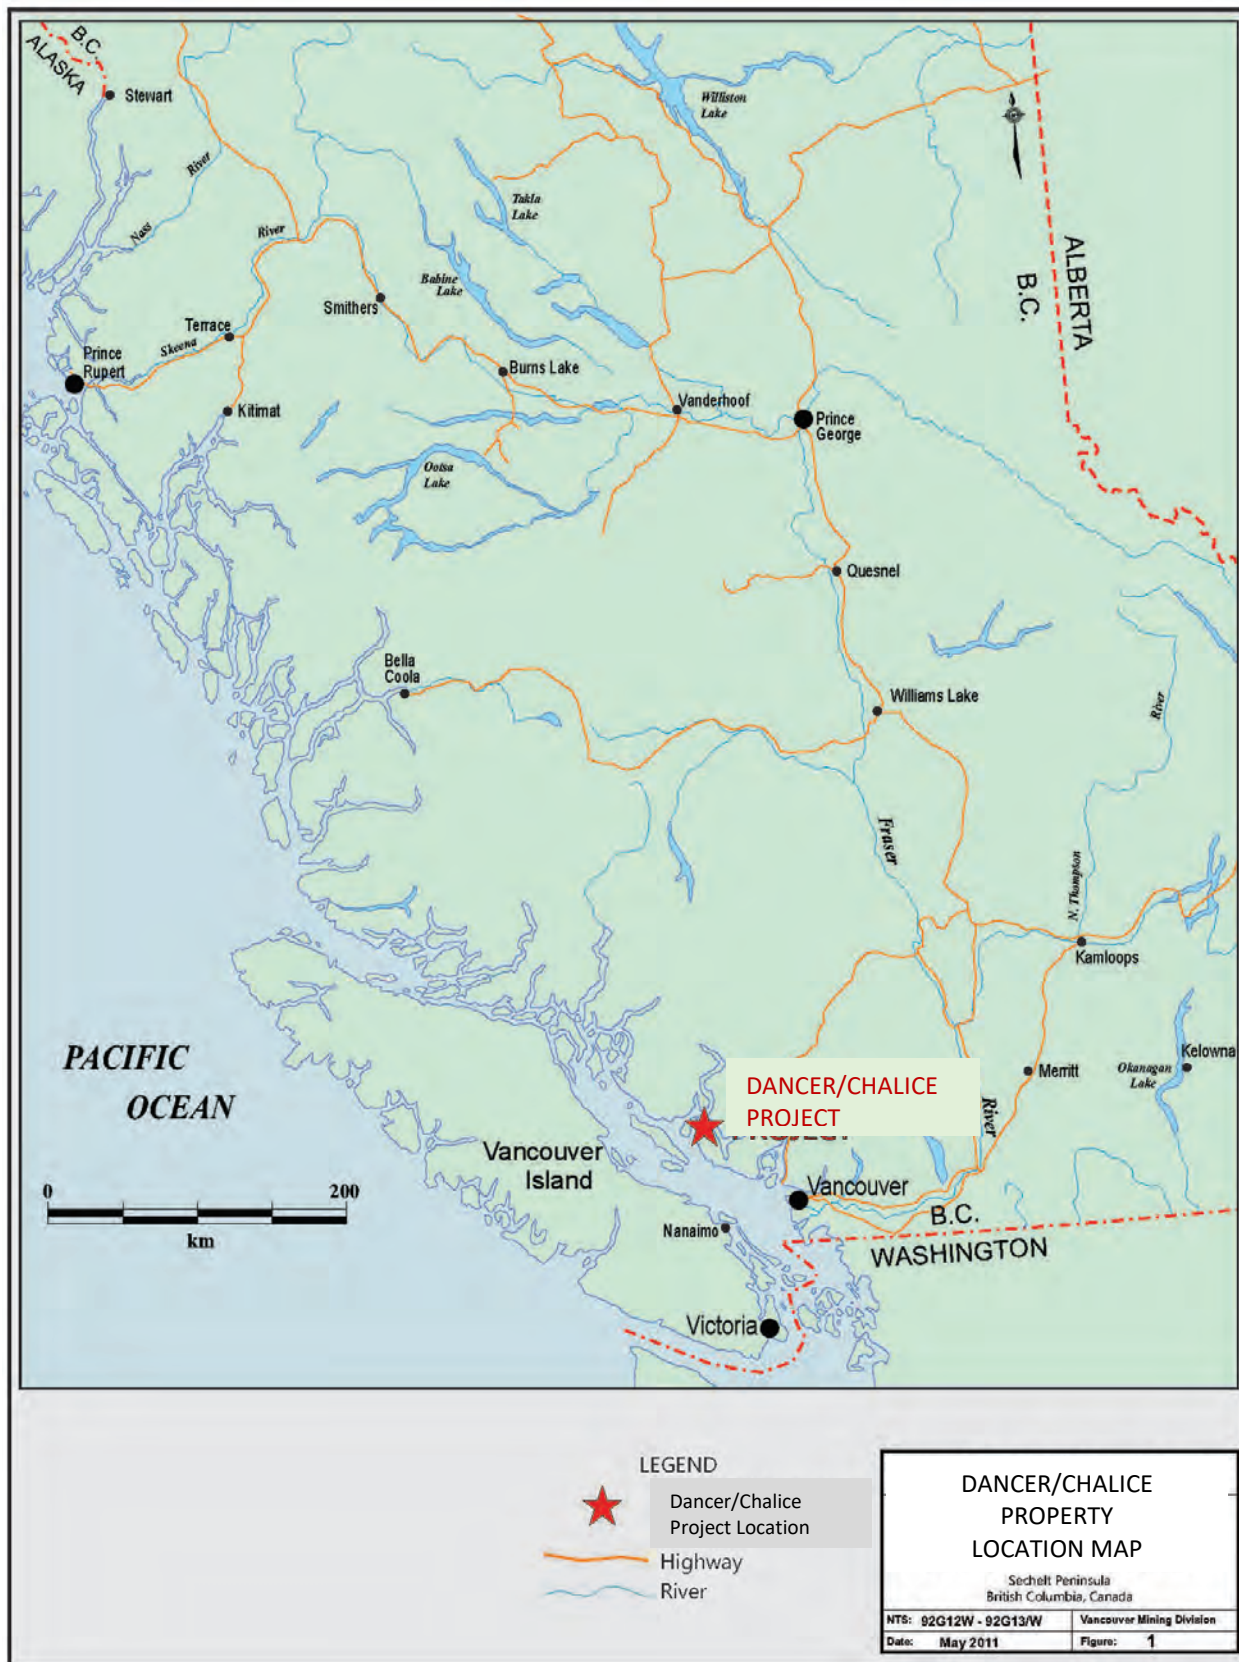 B.C.
ALASKA
Stewart
Williston
Lake
River
Nass
Takla
Lake
River
Babine
Lake
ALBERTA
B.C.
Smithers
Terrace
Skeena
Prince
Rupert
Burns Lake
Kitimat
Vanderhoof
Prince
George
Ootsa
Lake
Quesnel
Bella
Coola
Williams Lake
River
Fraser
N. Thompson
Kamloops
PACIFIC
OCEAN
Kelowna
Okanagan
Lake
Merritt
DANCER/CHALICE
PROJECT
PROJECT
River
Vancouver
Island
Vancouver
0 200
km
Nanaimo
B.C.
WASHINGTON
Victoria
LEGEND
Dancer/Chalice
Project Location
Highway
River
DANCER/CHALICE
PROPERTY
LOCATION MAP
Sechelt Peninsula
British Columbia, Canada
NTS: 92G12W - 92G13/W Vancouver Mining Division
Date: May 2011 Figure: 1